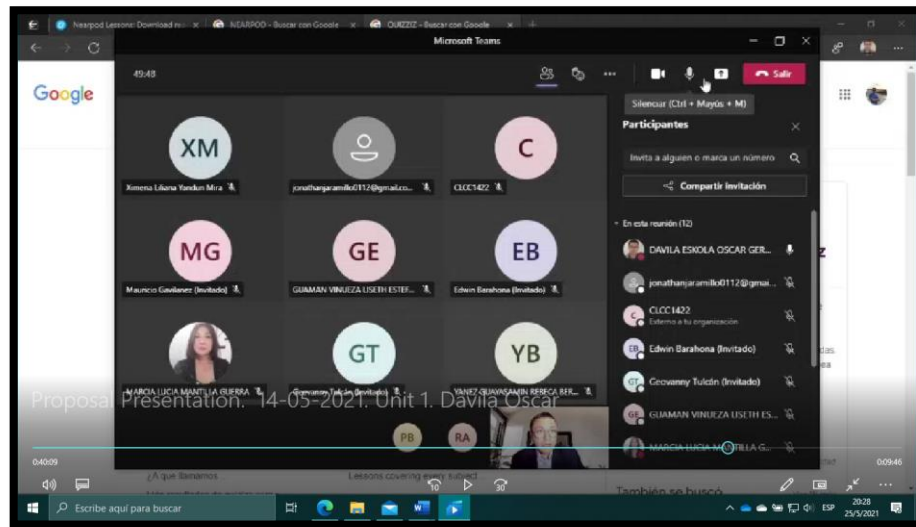 Nearpod Lessons: Download re
NEARPOD - Buscar con Google
QUIZZIZ - Buscar con Google
Microsoft Teams
Google
49:48
Salir
Silenciar (Ctrl + Mayús + M)
Participantes
Invita a alguien o marca un número
Compartir invitación
En esta reunión (12)
DAVILA ESKOLA OSCAR GER...
jonathanjaramillo0112@gmai...
CLCC1422
Externo a tu organización
Edwin Barahona (Invitado)
Geovanny Tulcán (Invitado)
GUAMAN VINUEZA LISETH ES...
MARCIA LUCIA MANTILLA G...
XM
Ximena Liliana Yandun Mira
jonathanjaramillo0112@gmail.co...
C
CLCC1422
MG
Mauricio Gavilanez (Invitado)
GE
GUAMAN VINUEZA LISETH ESTEF...
EB
Edwin Barahona (Invitado)
MARCIA LUCIA MANTILLA GUERRA
GT
Geovanny Tulcán (Invitado)
YB
YANEZ GUAYASAMIN REBECA BER...
PB
RA
Proposal Presentation. 14-05-2021. Unit 1. Davila Oscar
0:40:09
0:09:46
¿A que llamamos
Lessons covering every subject
También se buscó
10
30
Escribe aquí para buscar
ESP
20:28
25/5/2021